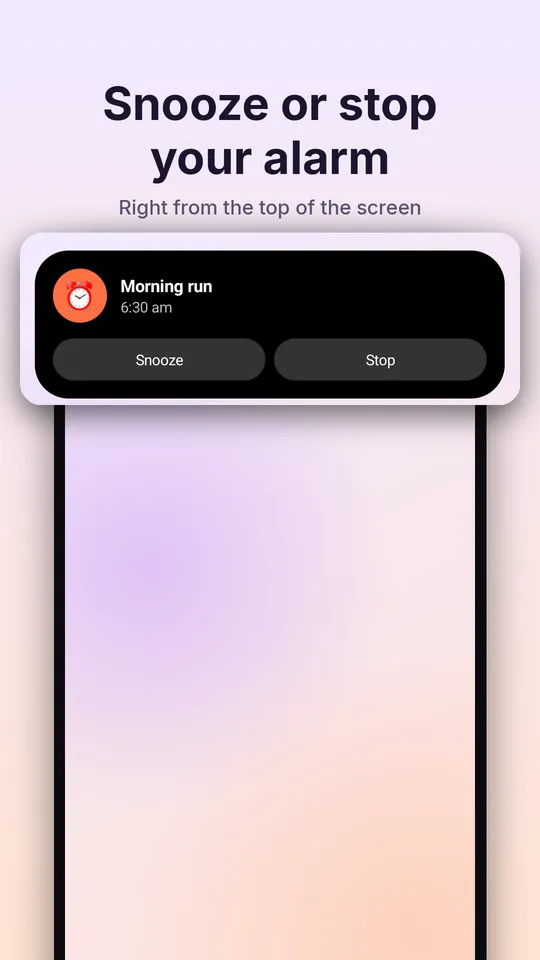 Snooze or stop
your alarm
Right from the top of the screen
Morning run
6:30 am
Snooze
Stop